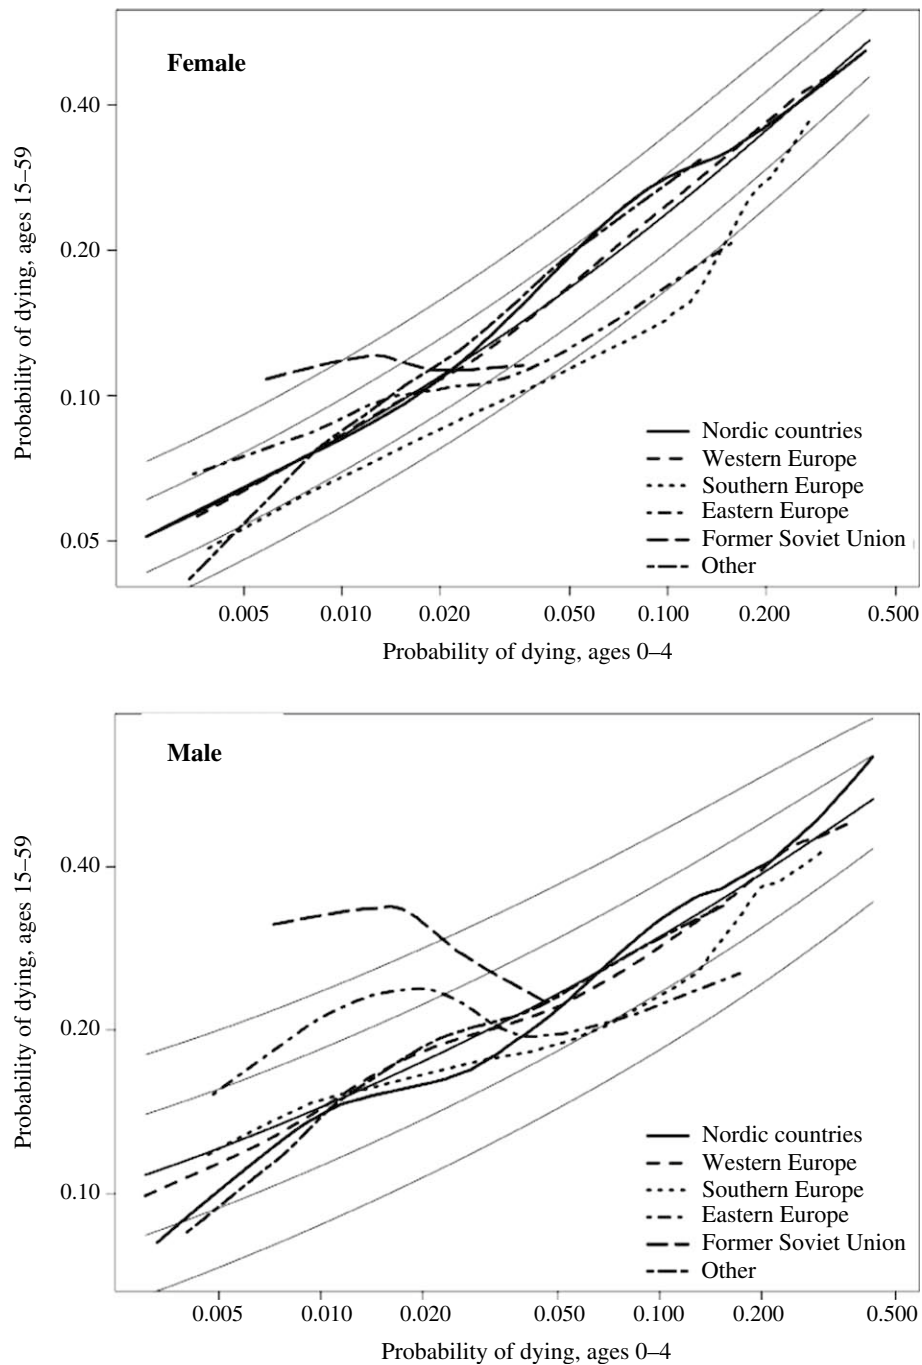 Female
Probability of dying, ages 15–59
0.40
0.20
0.10
0.05
Nordic countries
Western Europe
Southern Europe
Eastern Europe
Former Soviet Union
Other
0.005 0.010 0.020 0.050 0.100 0.200 0.500
Probability of dying, ages 0–4
Male
Probability of dying, ages 15–59
0.40
0.20
0.10
Nordic countries
Western Europe
Southern Europe
Eastern Europe
Former Soviet Union
Other
0.005 0.010 0.020 0.050 0.100 0.200 0.500
Probability of dying, ages 0–4